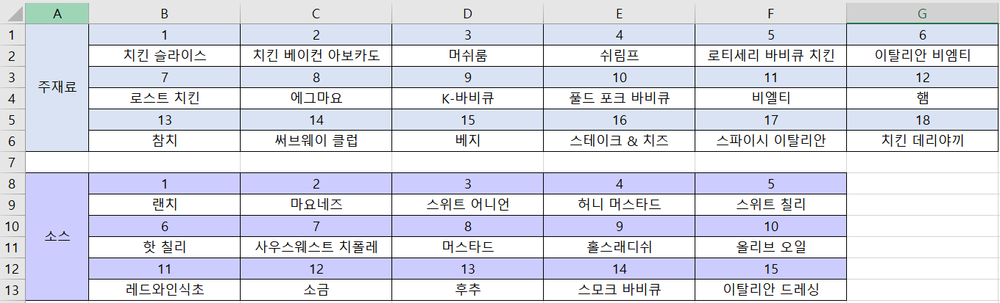 A B C D E F G
1 1 2 3 4 5 6
2 치킨 슬라이스 치킨 베이컨 아보카도 머쉬룸 쉬림프 로티세리 바비큐 치킨 이탈리안 비엠티
3 7 8 9 10 11 12
주재료
4 로스트 치킨 에그마요 K-바비큐 풀드 포크 바비큐 비엘티 햄
5 13 14 15 16 17 18
6 참치 써브웨이 클럽 베지 스테이크 & 치즈 스파이시 이탈리안 치킨 데리야끼
7
8 1 2 3 4 5
9 랜치 마요네즈 스위트 어니언 허니 머스타드 스위트 칠리
10 6 7 8 9 10
소스
11 핫 칠리 사우스웨스트 치폴레 머스타드 홀스래디쉬 올리브 오일
12 11 12 13 14 15
13 레드와인식초 소금 후추 스모크 바비큐 이탈리안 드레싱